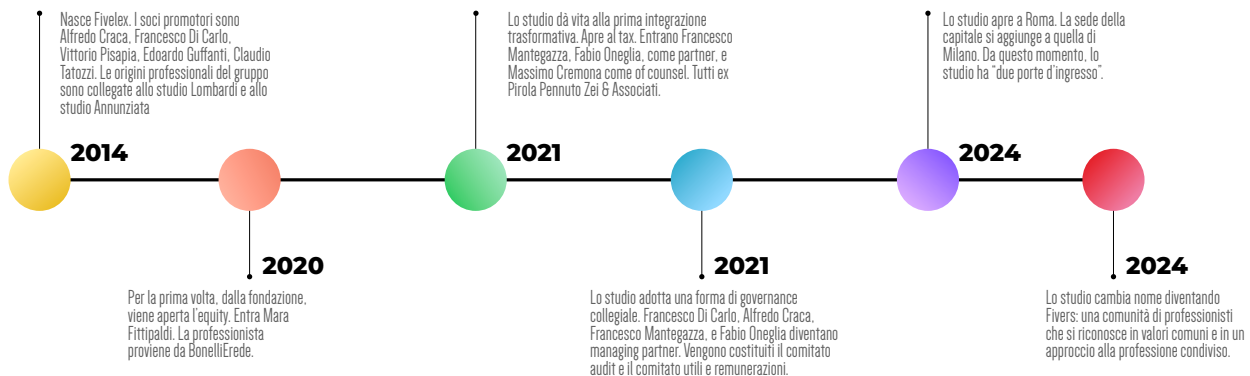 Nasce Fivelex. I soci promotori sono
Alfredo Craca, Francesco Di Carlo,
Vittorio Pisapia, Edoardo Guffanti, Claudio
Tatozzi. Le origini professionali del gruppo
sono collegate allo studio Lombardi e allo
studio Annunziata
2014
Per la prima volta, dalla fondazione,
viene aperta l'equity. Entra Mara
Fittipaldi. La professionista
proviene da BonelliErede.
2020
Lo studio dà vita alla prima integrazione
trasformativa. Apre al tax. Entrano Francesco
Mantegazza, Fabio Oneglia, come partner, e
Massimo Cremona come of counsel. Tutti ex
Pirola Pennuto Zei & Associati.
2021
2021
Lo studio adotta una forma di governance
collegiale. Francesco Di Carlo, Alfredo Craca,
Francesco Mantegazza, e Fabio Oneglia diventano
managing partner. Vengono costituiti il comitato
audit e il comitato utili e remunerazioni.
Lo studio apre a Roma. La sede della
capitale si aggiunge a quella di
Milano. Da questo momento, lo
studio ha “due porte d'ingresso”.
2024
2024
Lo studio cambia nome diventando
Fivers: una comunità di professionisti
che si riconosce in valori comuni e in un
approccio alla professione condiviso.